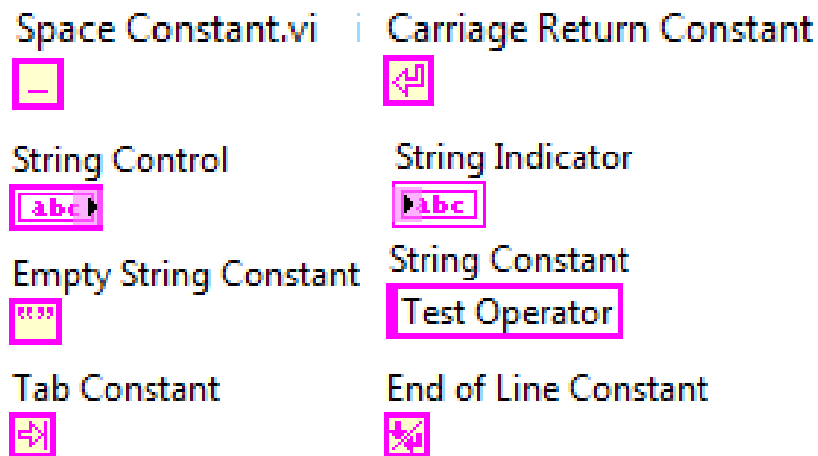 Space Constant.vi
Carriage Return Constant
String Control
abc
String Indicator
abc
Empty String Constant
""
String Constant
Test Operator
Tab Constant
End of Line Constant